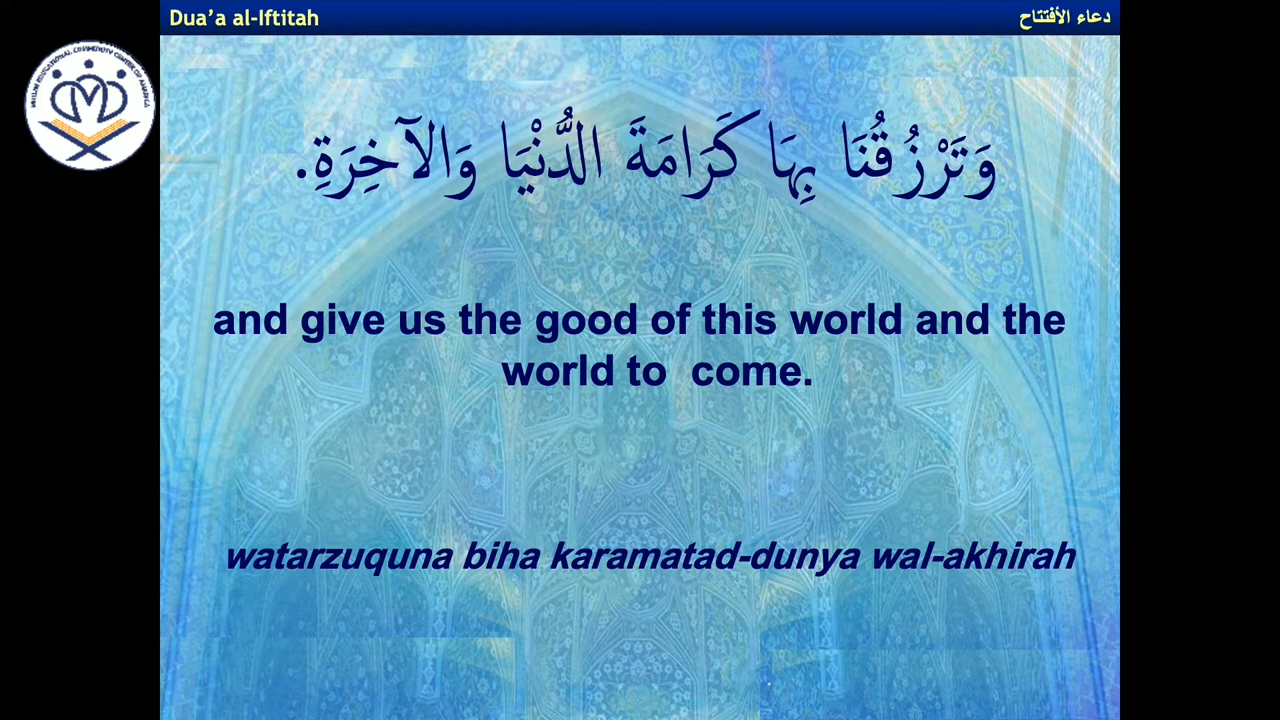 Dua’a al-Iftitah
دعاء الأفتتاح
وَتَرْزُقُنَا بِهَا كَرَامَةَ الدُّنْيَا وَالآخِرَةِ.
and give us the good of this world and the
world to come.
watarzuquna biha karamatad-dunya wal-akhirah